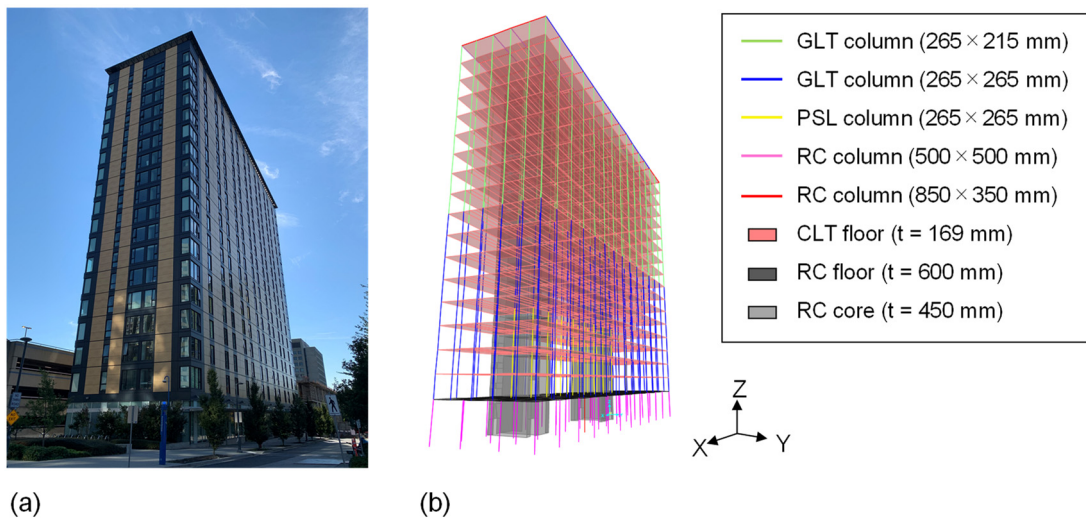 GLT column (265 × 215 mm)
GLT column (265 × 265 mm)
PSL column (265 × 265 mm)
RC column (500 × 500 mm)
RC column (850 × 350 mm)
CLT floor (t = 169 mm)
RC floor (t = 600 mm)
RC core (t = 450 mm)
Z
X
Y
(a)
(b)